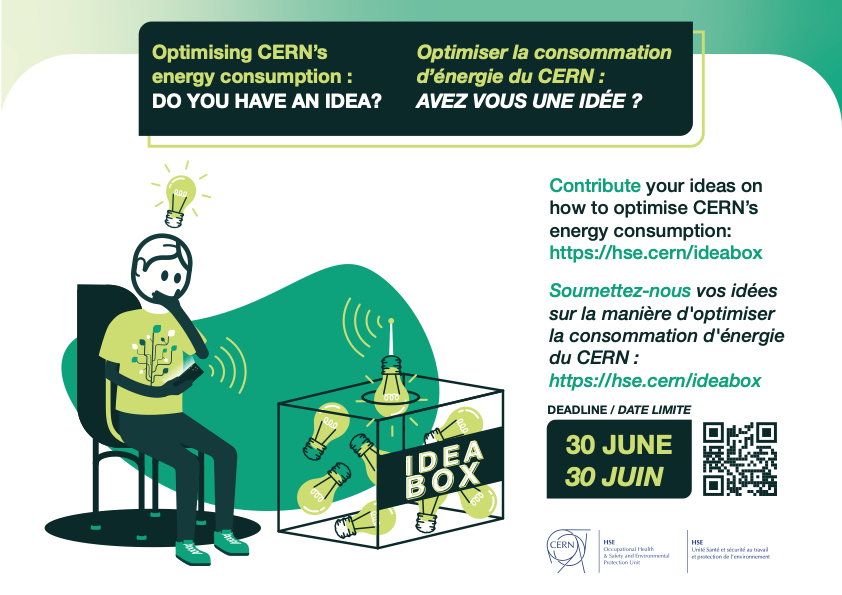 Optimising CERN's
energy consumption :
DO YOU HAVE AN IDEA?
Optimiser la consommation
d'énergie du CERN :
AVEZ VOUS UNE IDÉE ?
Contribute your ideas on
how to optimise CERN's
energy consumption:
https://hse.cern/ideabox
Soumettez-nous vos idées
sur la manière d'optimiser
la consommation d'énergie
du CERN :
https://hse.cern/ideabox
DEADLINE / DATE LIMITE
30 JUNE
30 JUIN
IDEA
BOX
CERN
HSE
Occupational Health
& Safety and Environmental
Protection Unit
HSE
Unité Santé et sécurité au travail
et protection de l'environnement